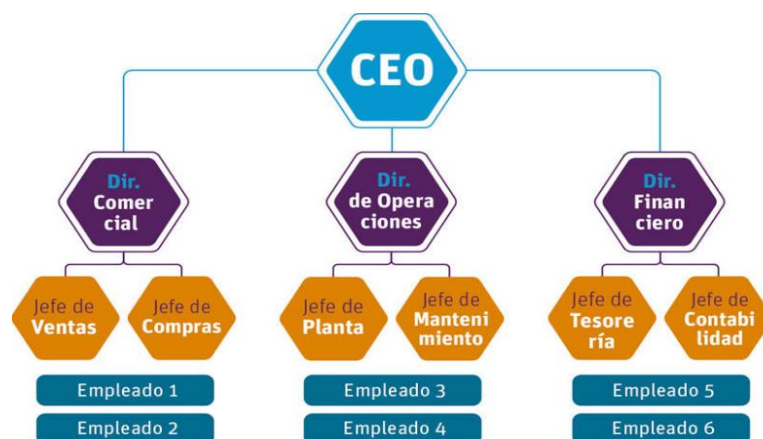 CEO
Dir.
Comer
cial
Dir.
de Opera
ciones
Dir.
Finan
ciero
Jefe de
Ventas
Jefe de
Compras
Jefe de
Planta
Jefe de
Manteni
miento
Jefe de
Tesore
ría
Jefe de
Contabi
lidad
Empleado 1
Empleado 3
Empleado 5
Empleado 2
Empleado 4
Empleado 6